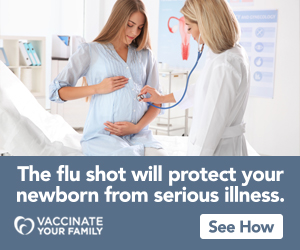 The flu shot will protect your
newborn from serious illness.
VACCINATE
YOUR FAMILY
See How